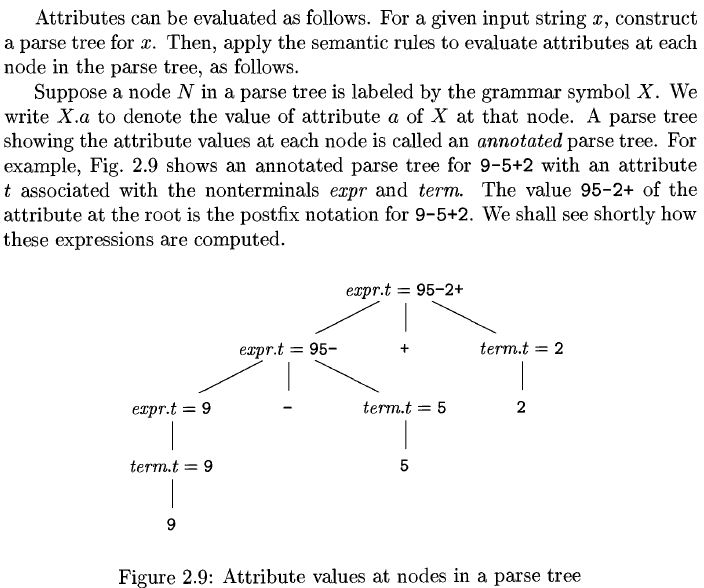 Attributes can be evaluated as follows. For a given input string x, construct
a parse tree for x. Then, apply the semantic rules to evaluate attributes at each
node in the parse tree, as follows.
Suppose a node N in a parse tree is labeled by the grammar symbol X. We
write X.a to denote the value of attribute a of X at that node. A parse tree
showing the attribute values at each node is called an annotated parse tree. For
example, Fig. 2.9 shows an annotated parse tree for 9-5+2 with an attribute
t associated with the nonterminals expr and term. The value 95-2+ of the
attribute at the root is the postfix notation for 9-5+2. We shall see shortly how
these expressions are computed.
expr.t = 95-2+
expr.t = 95- + term.t = 2
expr.t = 9 - term.t = 5 2
term.t = 9 5
9
Figure 2.9: Attribute values at nodes in a parse tree